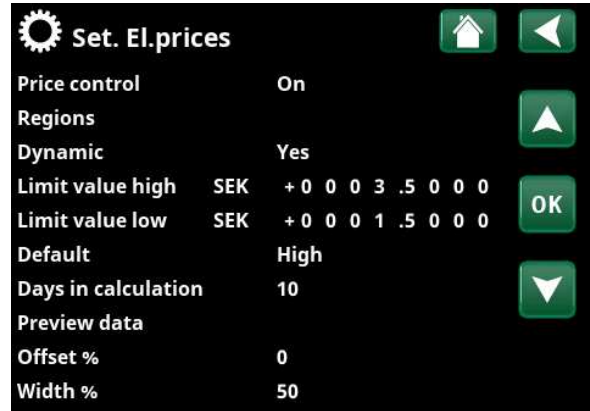 Set. El.prices
Price control On
Regions
Dynamic Yes
Limit value high SEK +0 0 0 3 .5 0 0 0
Limit value low SEK +0 0 0 1 .5 0 0 0
OK
Default High
Days in calculation 10
Preview data
Offset % 0
Width % 50